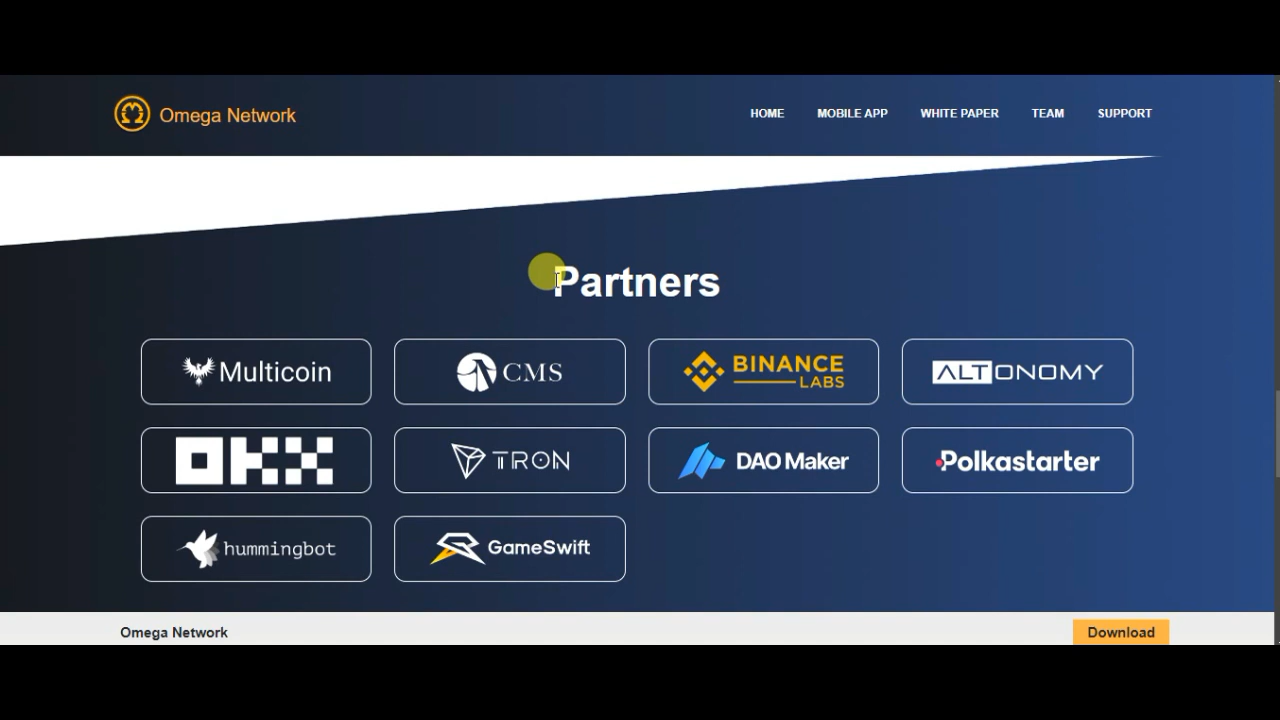 Omega Network
HOME MOBILE APP WHITE PAPER TEAM SUPPORT
Partners
Multicoin CMS BINANCE LABS ALTONOMY
OKX TRON DAO Maker Polkastarter
hummingbot GameSwift
Omega Network Download